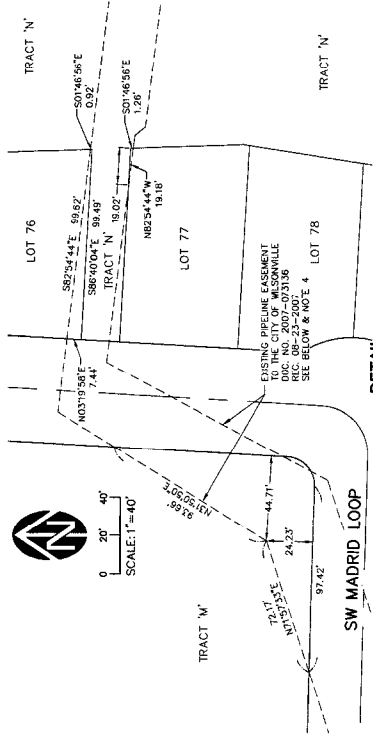 TRACT 'N'
S01°46'56"E
0.92'
LOT 76
S82°54'44"E 99.62'
S86°40'04"E 99.49'
TRACT 'N'
19.02'
S01°46'56"E
1.26'
N82°54'44"W
19.18'
TRACT 'N'
LOT 77
LOT 78
N03°19'58"E
7.44'
EXISTING PIPELINE EASEMENT
TO THE CITY OF WILSONVILLE
DOC. NO. 2007-073136
REC. 08-23-2007
SEE BELOW & NOTE 4
0 20' 40'
SCALE: 1"=40'
N31°50'50"E
93.66'
44.71'
24.23'
TRACT 'M'
72.17'
N71°57'33"E
97.42'
SW MADRID LOOP